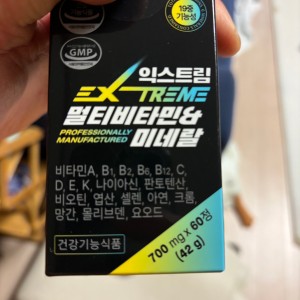 19중
기능성
GMP
익스트림
EXTREME
멀티비타민&
PROFESSIONALLY
MANUFACTURED
미네랄
비타민A, B1, B2, B6, B12, C,
D, E, K, 나이아신, 판토텐산,
비오틴, 엽산, 셀렌, 아연, 크롬,
망간, 몰리브덴, 요오드
건강기능식품
700 mg x 60정
(42 g)